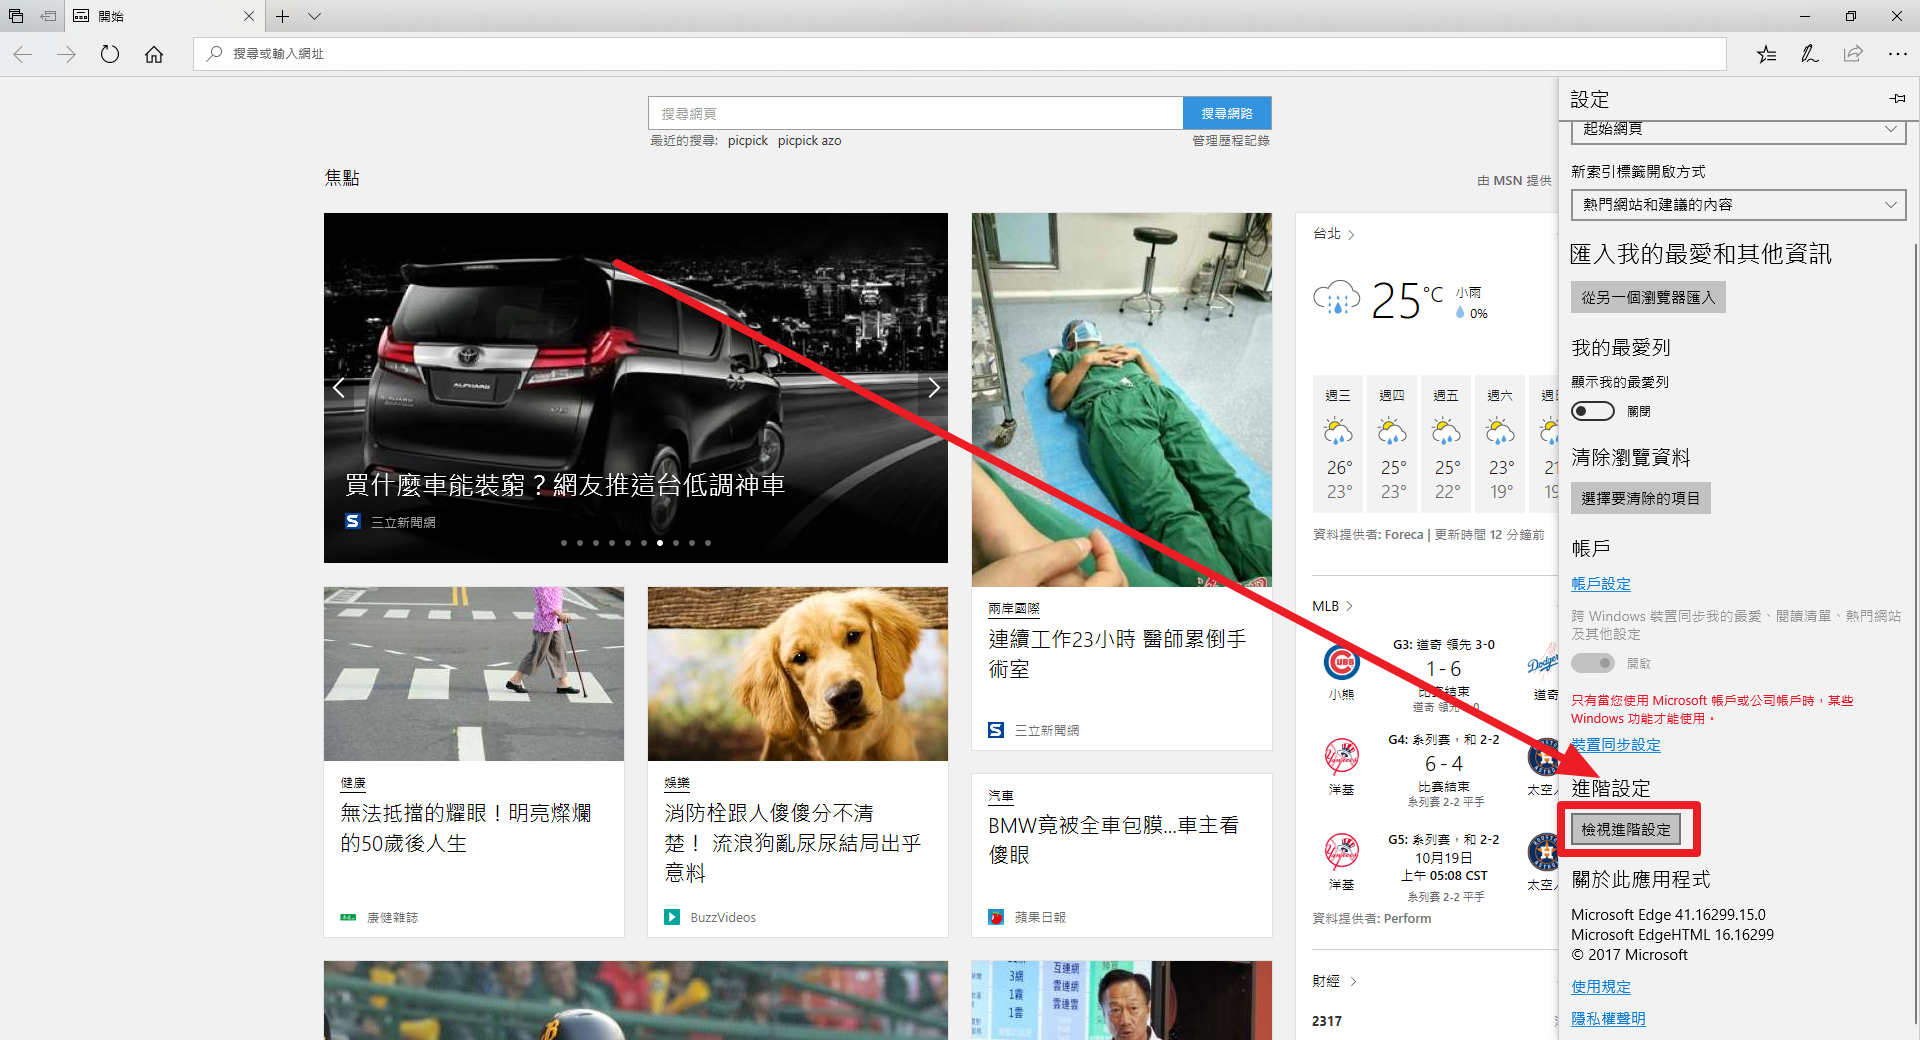 開始
搜尋或輸入網址
搜尋網頁
搜尋網路
最近的搜尋: picpick picpick azo
管理歷程記錄
焦點
由 MSN 提供
ALPHARD
買什麼車能裝窮？網友推這台低調神車
三立新聞網
健康
無法抵擋的耀眼！明亮燦爛
的50歲後人生
康健雜誌
娛樂
消防栓跟人傻傻分不清
楚！ 流浪狗亂尿尿結局出乎
意料
BuzzVideos
兩岸國際
連續工作23小時 醫師累倒手
術室
三立新聞網
汽車
BMW竟被全車包膜...車主看
傻眼
蘋果日報
互連網
3網
雲連網
1霧
雲連雲
1雲
台北
25°C
小雨
0%
週三 週四 週五 週六
26° 25° 25° 23°
23° 23° 22° 19°
資料提供者: Foreca | 更新時間 12 分鐘前
MLB
G3: 道奇 領先 3-0
CUBS
1 - 6
Dodgers
小熊
比賽結束
道奇
道奇 領先
G4: 系列賽，和 2-2
Yankees
6 - 4
洋基
比賽結束
太空人
系列賽 2-2 平手
G5: 系列賽，和 2-2
10月19日
上午 05:08 CST
洋基
太空人
系列賽 2-2 平手
資料提供者: Perform
財經
2317
設定
起始網頁
新索引標籤開啟方式
熱門網站和建議的內容
匯入我的最愛和其他資訊
從另一個瀏覽器匯入
我的最愛列
顯示我的最愛列
關閉
清除瀏覽資料
選擇要清除的項目
帳戶
帳戶設定
跨 Windows 裝置同步我的最愛、閱讀清單、熱門網站
及其他設定
開啟
只有當您使用 Microsoft 帳戶或公司帳戶時，某些
Windows 功能才能使用。
裝置同步設定
進階設定
檢視進階設定
關於此應用程式
Microsoft Edge 41.16299.15.0
Microsoft EdgeHTML 16.16299
© 2017 Microsoft
使用規定
隱私權聲明